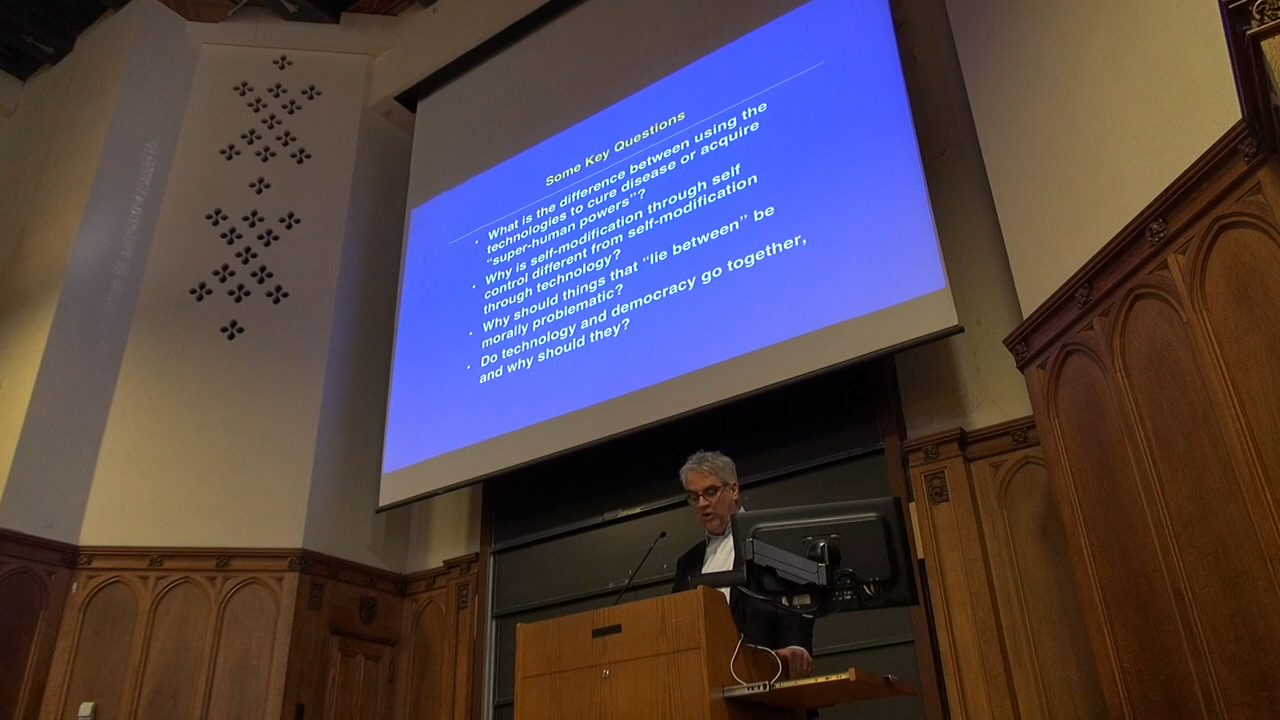 Some Key Questions
• What is the difference between using the
technologies to cure disease or acquire
“super-human powers”?
• Why is self-modification through self
control different from self-modification
through technology?
• Why should things that “lie between” be
morally problematic?
• Do technology and democracy go together,
and why should they?